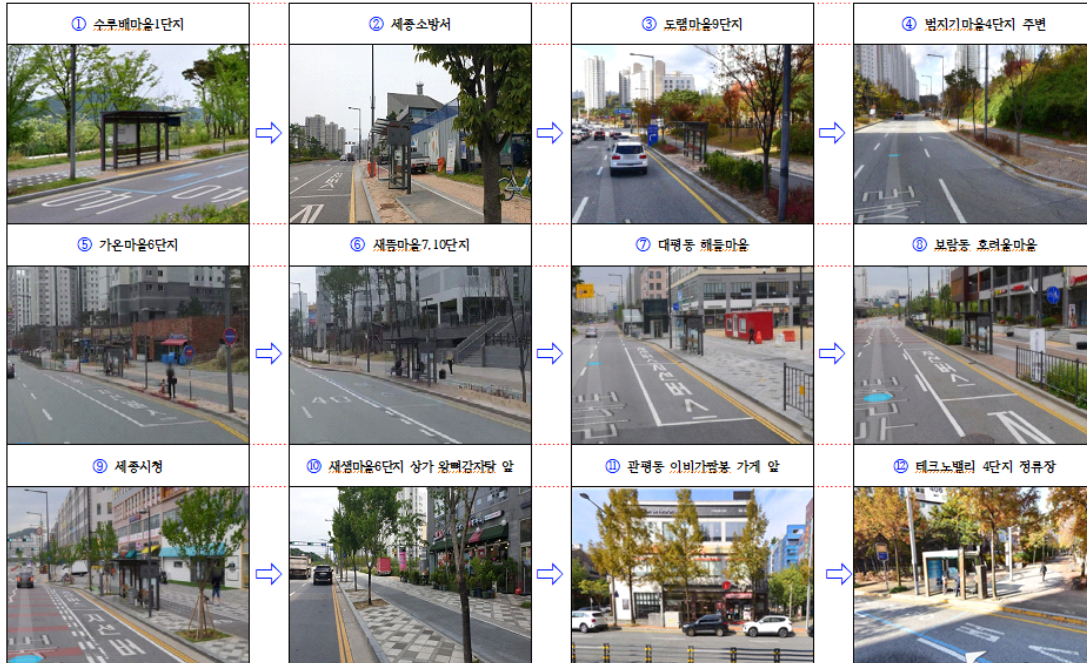 ① 수루배마을1단지
② 세종소방서
③ 도램마을9단지
④ 범지기마을4단지 주변
⑤ 가온마을6단지
⑥ 새뜸마을7.10단지
⑦ 대평동 해들마을
⑧ 보람동 호려울마을
⑨ 세종시청
⑩ 새샘마을6단지 상가 왕뼈감자탕 앞
⑪ 관평동 이비가짬뽕 가게 앞
⑫ 테크노밸리 4단지 정류장